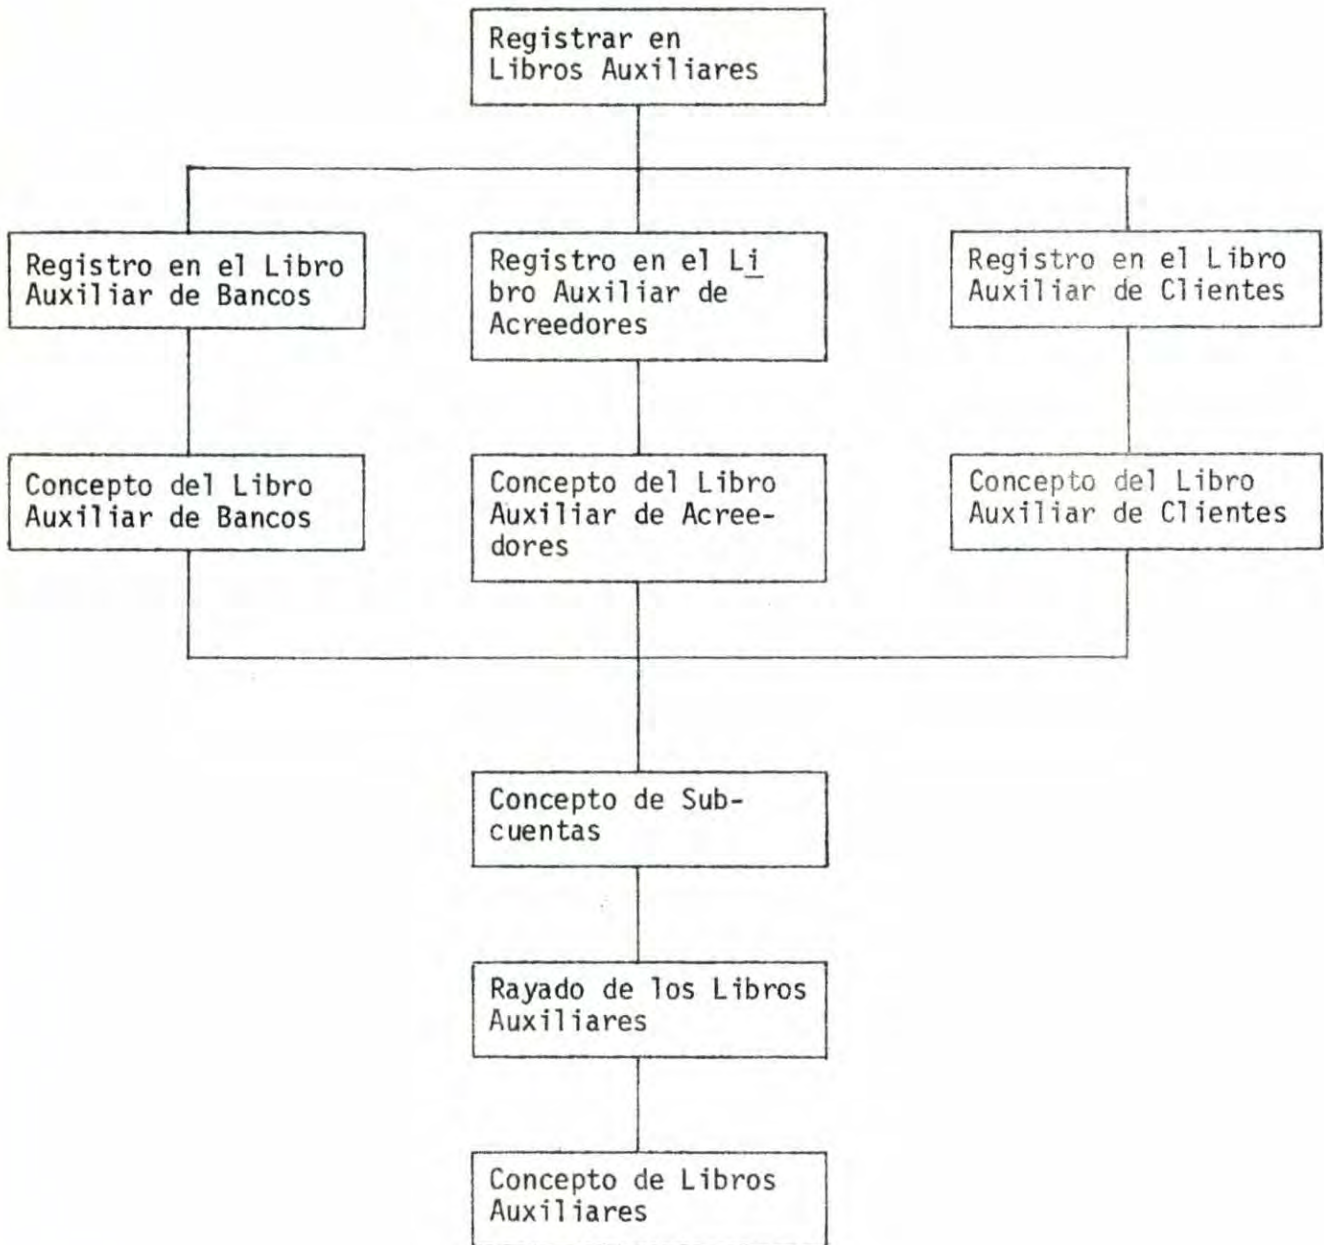 Registrar en
Libros Auxiliares
Registro en el Libro
Auxiliar de Bancos
Registro en el Li
bro Auxiliar de
Acreedores
Registro en el Libro
Auxiliar de Clientes
Concepto del Libro
Auxiliar de Bancos
Concepto del Libro
Auxiliar de Acree-
dores
Concepto del Libro
Auxiliar de Clientes
Concepto de Sub-
cuentas
Rayado de los Libros
Auxiliares
Concepto de Libros
Auxiliares